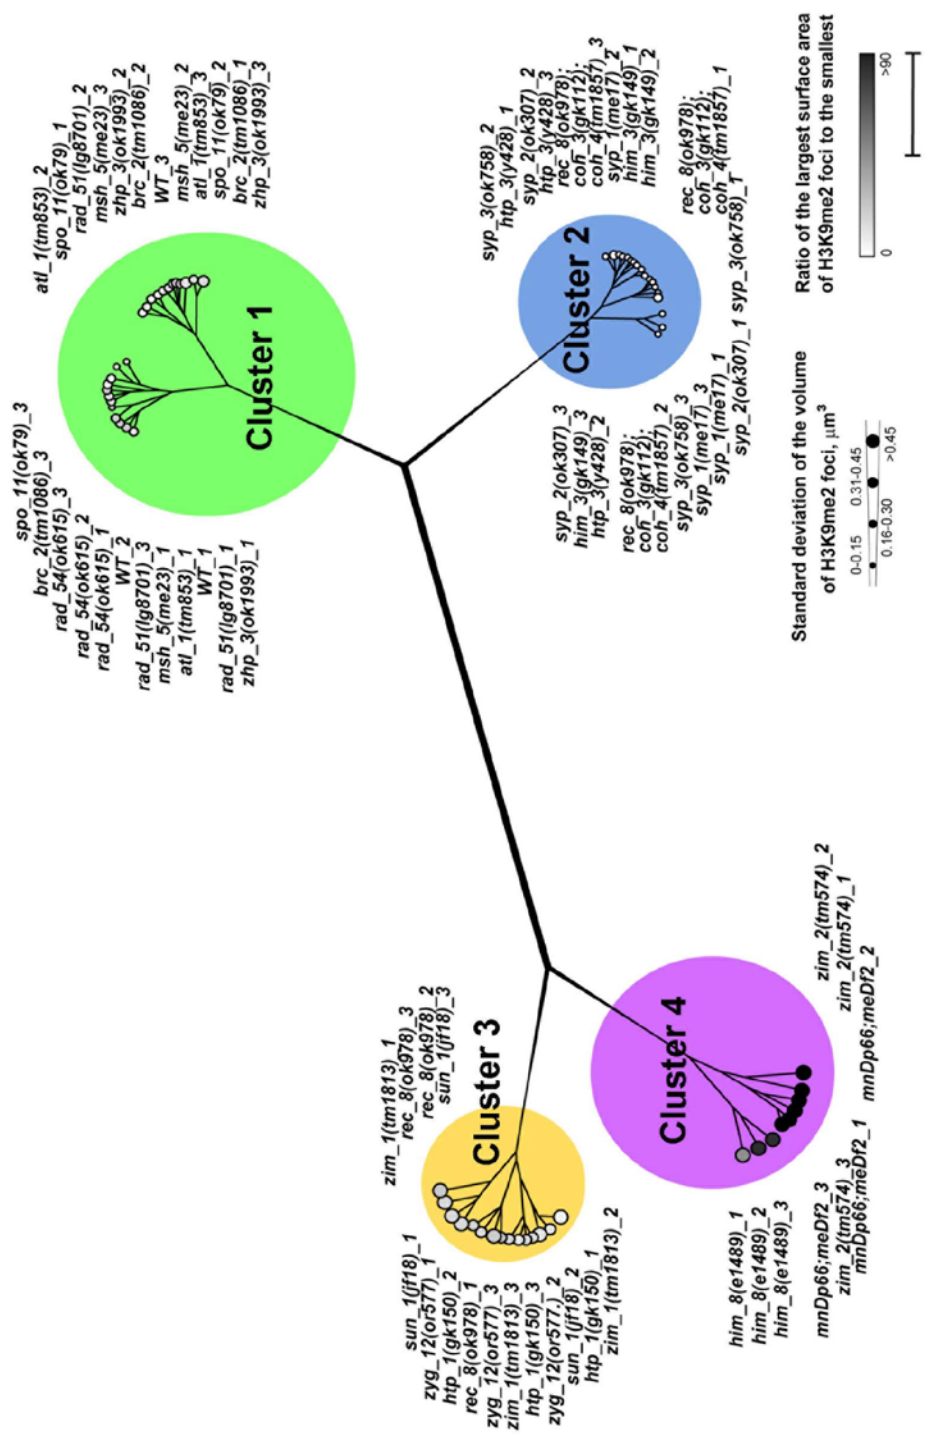 atl_1(tm853)_2
spo_11(ok79)_1
rad_51(lg8701)_2
msh_5(me23)_3
zhp_3(ok1993)_2
brc_2(tm1086)_2
WT_3
msh_5(me23)_2
atl_1(tm853)_3
spo_11(ok79)_2
brc_2(tm1086)_1
zhp_3(ok1993)_3
Cluster 1
spo_11(ok79)_3
brc_2(tm1086)_3
rad_54(ok615)_3
rad_54(ok615)_2
rad_54(ok615)_1
WT_2
rad_51(lg8701)_3
msh_5(me23)_1
atl_1(tm853)_1
WT_1
rad_51(lg8701)_1
zhp_3(ok1993)_1
syp_3(ok758)_2
htp_3(y428)_1
syp_2(ok307)_2
htp_3(y428)_3
rec_8(ok978);
coh_3(gk112);
coh_4(tm1857)_3
syp_1(me17)_2
him_3(gk149)_1
him_3(gk149)_2
rec_8(ok978);
coh_3(gk112);
coh_4(tm1857)_1
syp_3(ok758)_1
Cluster 2
syp_2(ok307)_3
him_3(gk149)_3
htp_3(y428)_2
rec_8(ok978);
coh_3(gk112);
coh_4(tm1857)_2
syp_3(ok758)_3
syp_1(me17)_3
syp_1(me17)_1
syp_2(ok307)_1
zim_1(tm1813)_1
rec_8(ok978)_3
rec_8(ok978)_2
sun_1(jf18)_3
Cluster 3
sun_1(jf18)_1
zyg_12(or577)_1
htp_1(gk150)_2
rec_8(ok978)_1
zyg_12(or577)_3
zim_1(tm1813)_3
htp_1(gk150)_3
zyg_12(or577.)_2
sun_1(jf18)_2
htp_1(gk150)_1
zim_1(tm1813)_2
Cluster 4
zim_2(tm574)_2
zim_2(tm574)_1
mnDp66;meDf2_2
him_8(e1489)_1
him_8(e1489)_2
him_8(e1489)_3
mnDp66;meDf2_3
zim_2(tm574)_3
mnDp66;meDf2_1
Standard deviation of the volume
of H3K9me2 foci, μm³
0-0.15
0.31-0.45
0.16-0.30
>0.45
Ratio of the largest surface area
of H3K9me2 foci to the smallest
0
>90